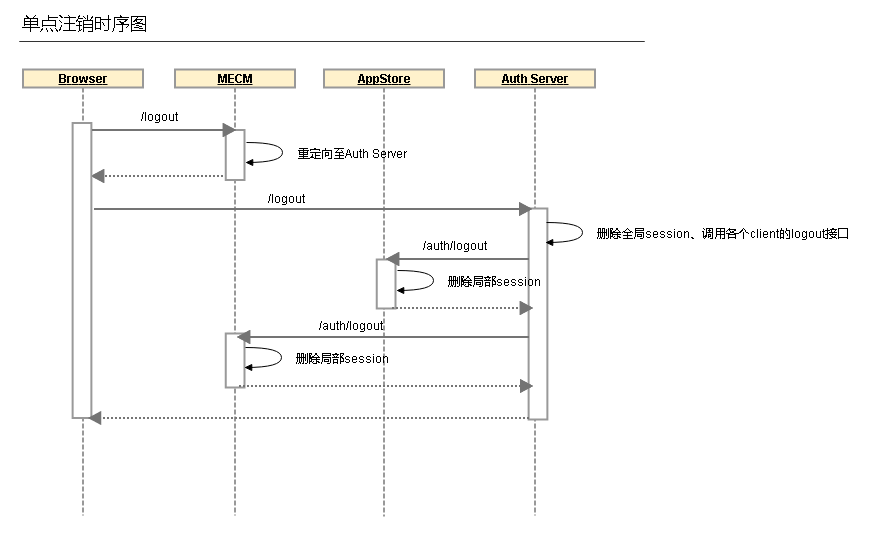 单点注销时序图
Browser
MECM
AppStore
Auth Server
/logout
重定向至Auth Server
/logout
删除全局session、调用各个client的logout接口
/auth/logout
删除局部session
/auth/logout
删除局部session